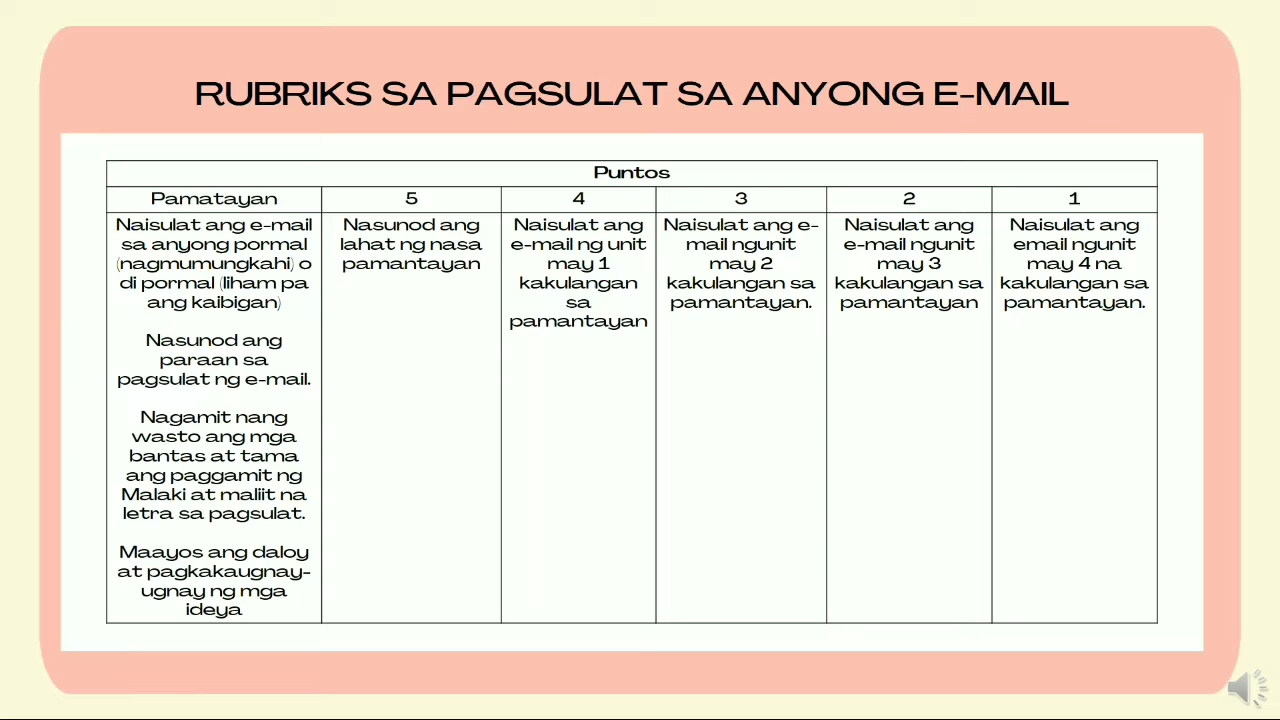 RUBRIKS SA PAGSULAT SA ANYONG E-MAIL
Puntos
Pamatayan 5 4 3 2 1
Naisulat ang e-mail
sa anyong pormal
(nagmumungkahi) o
di pormal (liham pa
ang kaibigan)
Nasunod ang
paraan sa
pagsulat ng e-mail.
Nagamit nang
wasto ang mga
bantas at tama
ang paggamit ng
Malaki at maliit na
letra sa pagsulat.
Maayos ang daloy
at pagkakaugnay-
ugnay ng mga
ideya
Nasunod ang
lahat ng nasa
pamantayan
Naisulat ang
e-mail ng unit
may 1
kakulangan
sa
pamantayan
Naisulat ang e-
mail ngunit
may 2
kakulangan sa
pamantayan.
Naisulat ang
e-mail ngunit
may 3
kakulangan sa
pamantayan
Naisulat ang
email ngunit
may 4 na
kakulangan sa
pamantayan.